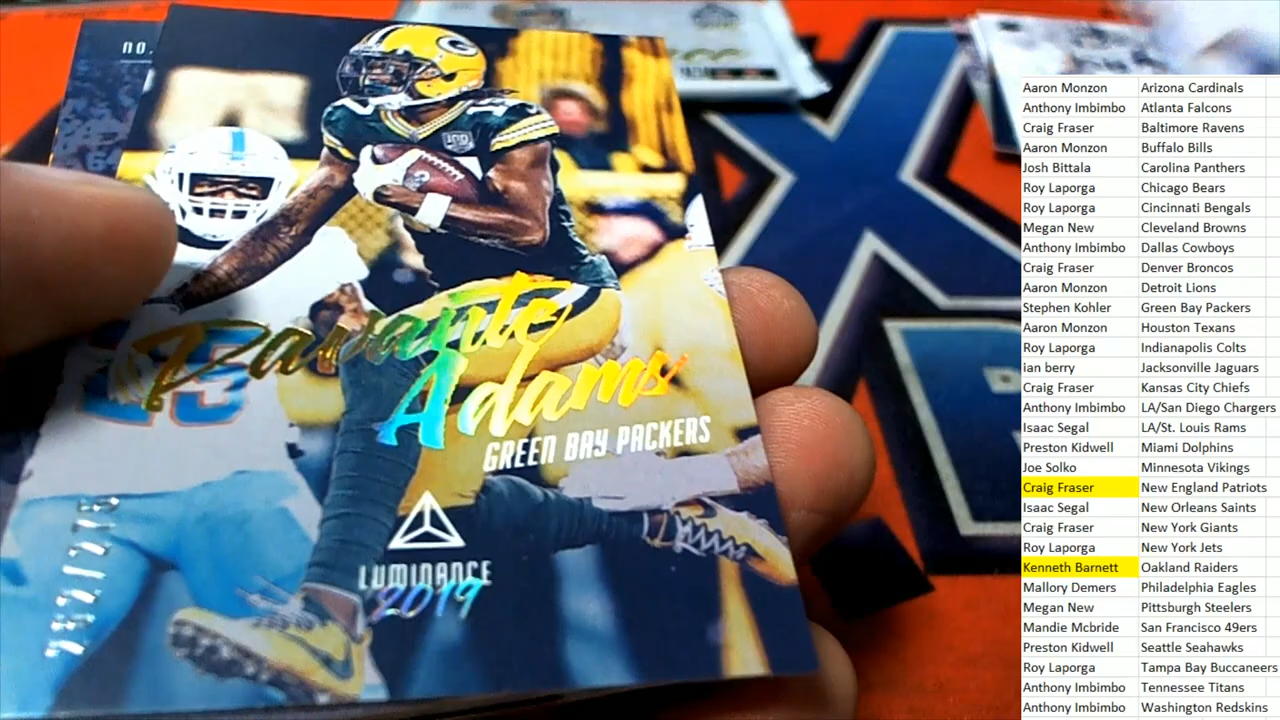 NO.
Davante
Adams
GREEN BAY PACKERS
LUMINANCE
2019
Aaron Monzon Arizona Cardinals
Anthony Imbimbo Atlanta Falcons
Craig Fraser Baltimore Ravens
Aaron Monzon Buffalo Bills
Josh Bittala Carolina Panthers
Roy Laporga Chicago Bears
Roy Laporga Cincinnati Bengals
Megan New Cleveland Browns
Anthony Imbimbo Dallas Cowboys
Craig Fraser Denver Broncos
Aaron Monzon Detroit Lions
Stephen Kohler Green Bay Packers
Aaron Monzon Houston Texans
Roy Laporga Indianapolis Colts
ian berry Jacksonville Jaguars
Craig Fraser Kansas City Chiefs
Anthony Imbimbo LA/San Diego Chargers
Isaac Segal LA/St. Louis Rams
Preston Kidwell Miami Dolphins
Joe Solko Minnesota Vikings
Craig Fraser New England Patriots
Isaac Segal New Orleans Saints
Craig Fraser New York Giants
Roy Laporga New York Jets
Kenneth Barnett Oakland Raiders
Mallory Demers Philadelphia Eagles
Megan New Pittsburgh Steelers
Mandie Mcbride San Francisco 49ers
Preston Kidwell Seattle Seahawks
Roy Laporga Tampa Bay Buccaneers
Anthony Imbimbo Tennessee Titans
Anthony Imbimbo Washington Redskins